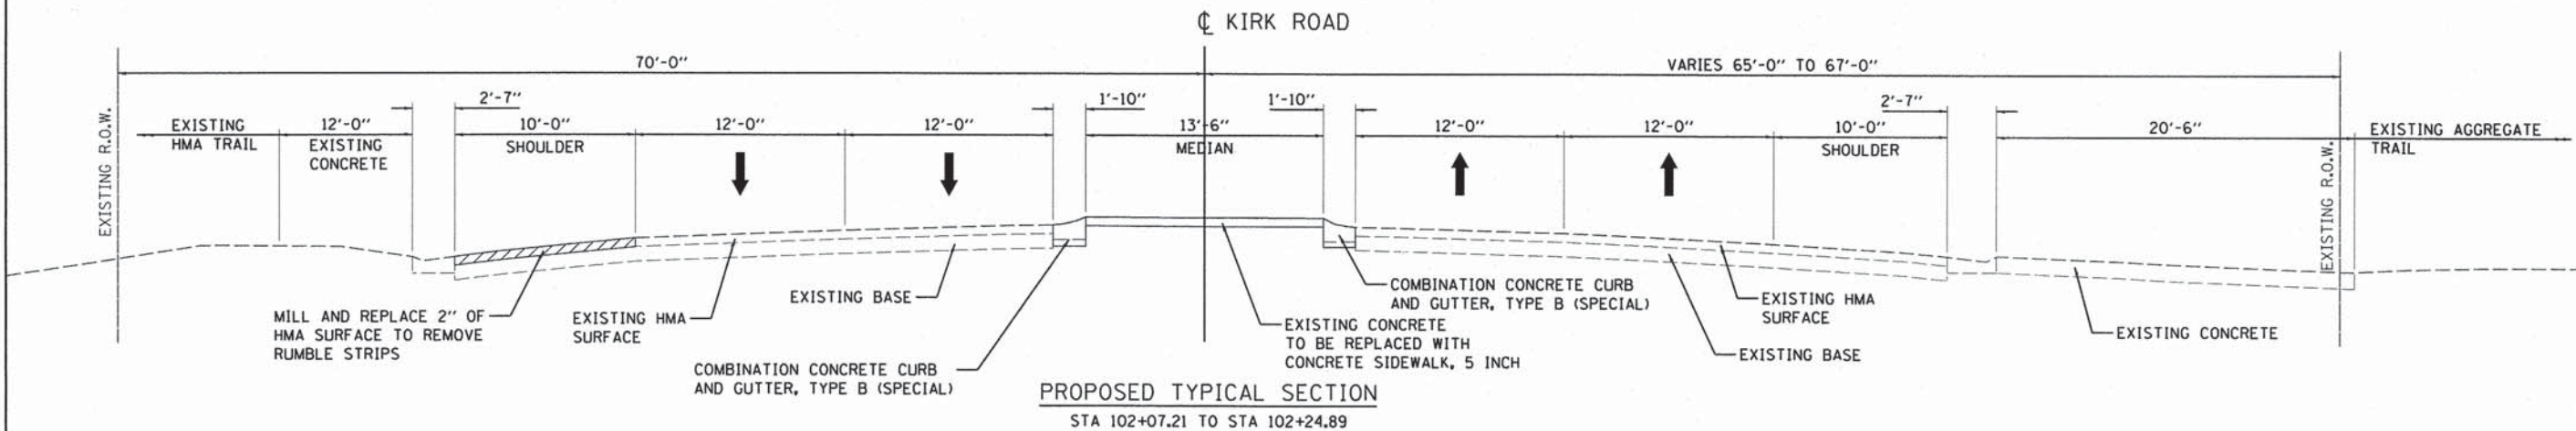 ℄ KIRK ROAD
70'-0"
VARIES 65'-0" TO 67'-0"
EXISTING R.O.W.
EXISTING
HMA TRAIL
12'-0"
EXISTING
CONCRETE
2'-7"
10'-0"
SHOULDER
12'-0"
12'-0"
1'-10"
13'-6"
MEDIAN
1'-10"
12'-0"
12'-0"
10'-0"
SHOULDER
2'-7"
20'-6"
EXISTING R.O.W.
EXISTING AGGREGATE
TRAIL
MILL AND REPLACE 2" OF
HMA SURFACE TO REMOVE
RUMBLE STRIPS
EXISTING HMA
SURFACE
EXISTING BASE
COMBINATION CONCRETE CURB
AND GUTTER, TYPE B (SPECIAL)
EXISTING CONCRETE
TO BE REPLACED WITH
CONCRETE SIDEWALK, 5 INCH
COMBINATION CONCRETE CURB
AND GUTTER, TYPE B (SPECIAL)
EXISTING HMA
SURFACE
EXISTING BASE
EXISTING CONCRETE
PROPOSED TYPICAL SECTION
STA 102+07.21 TO STA 102+24.89